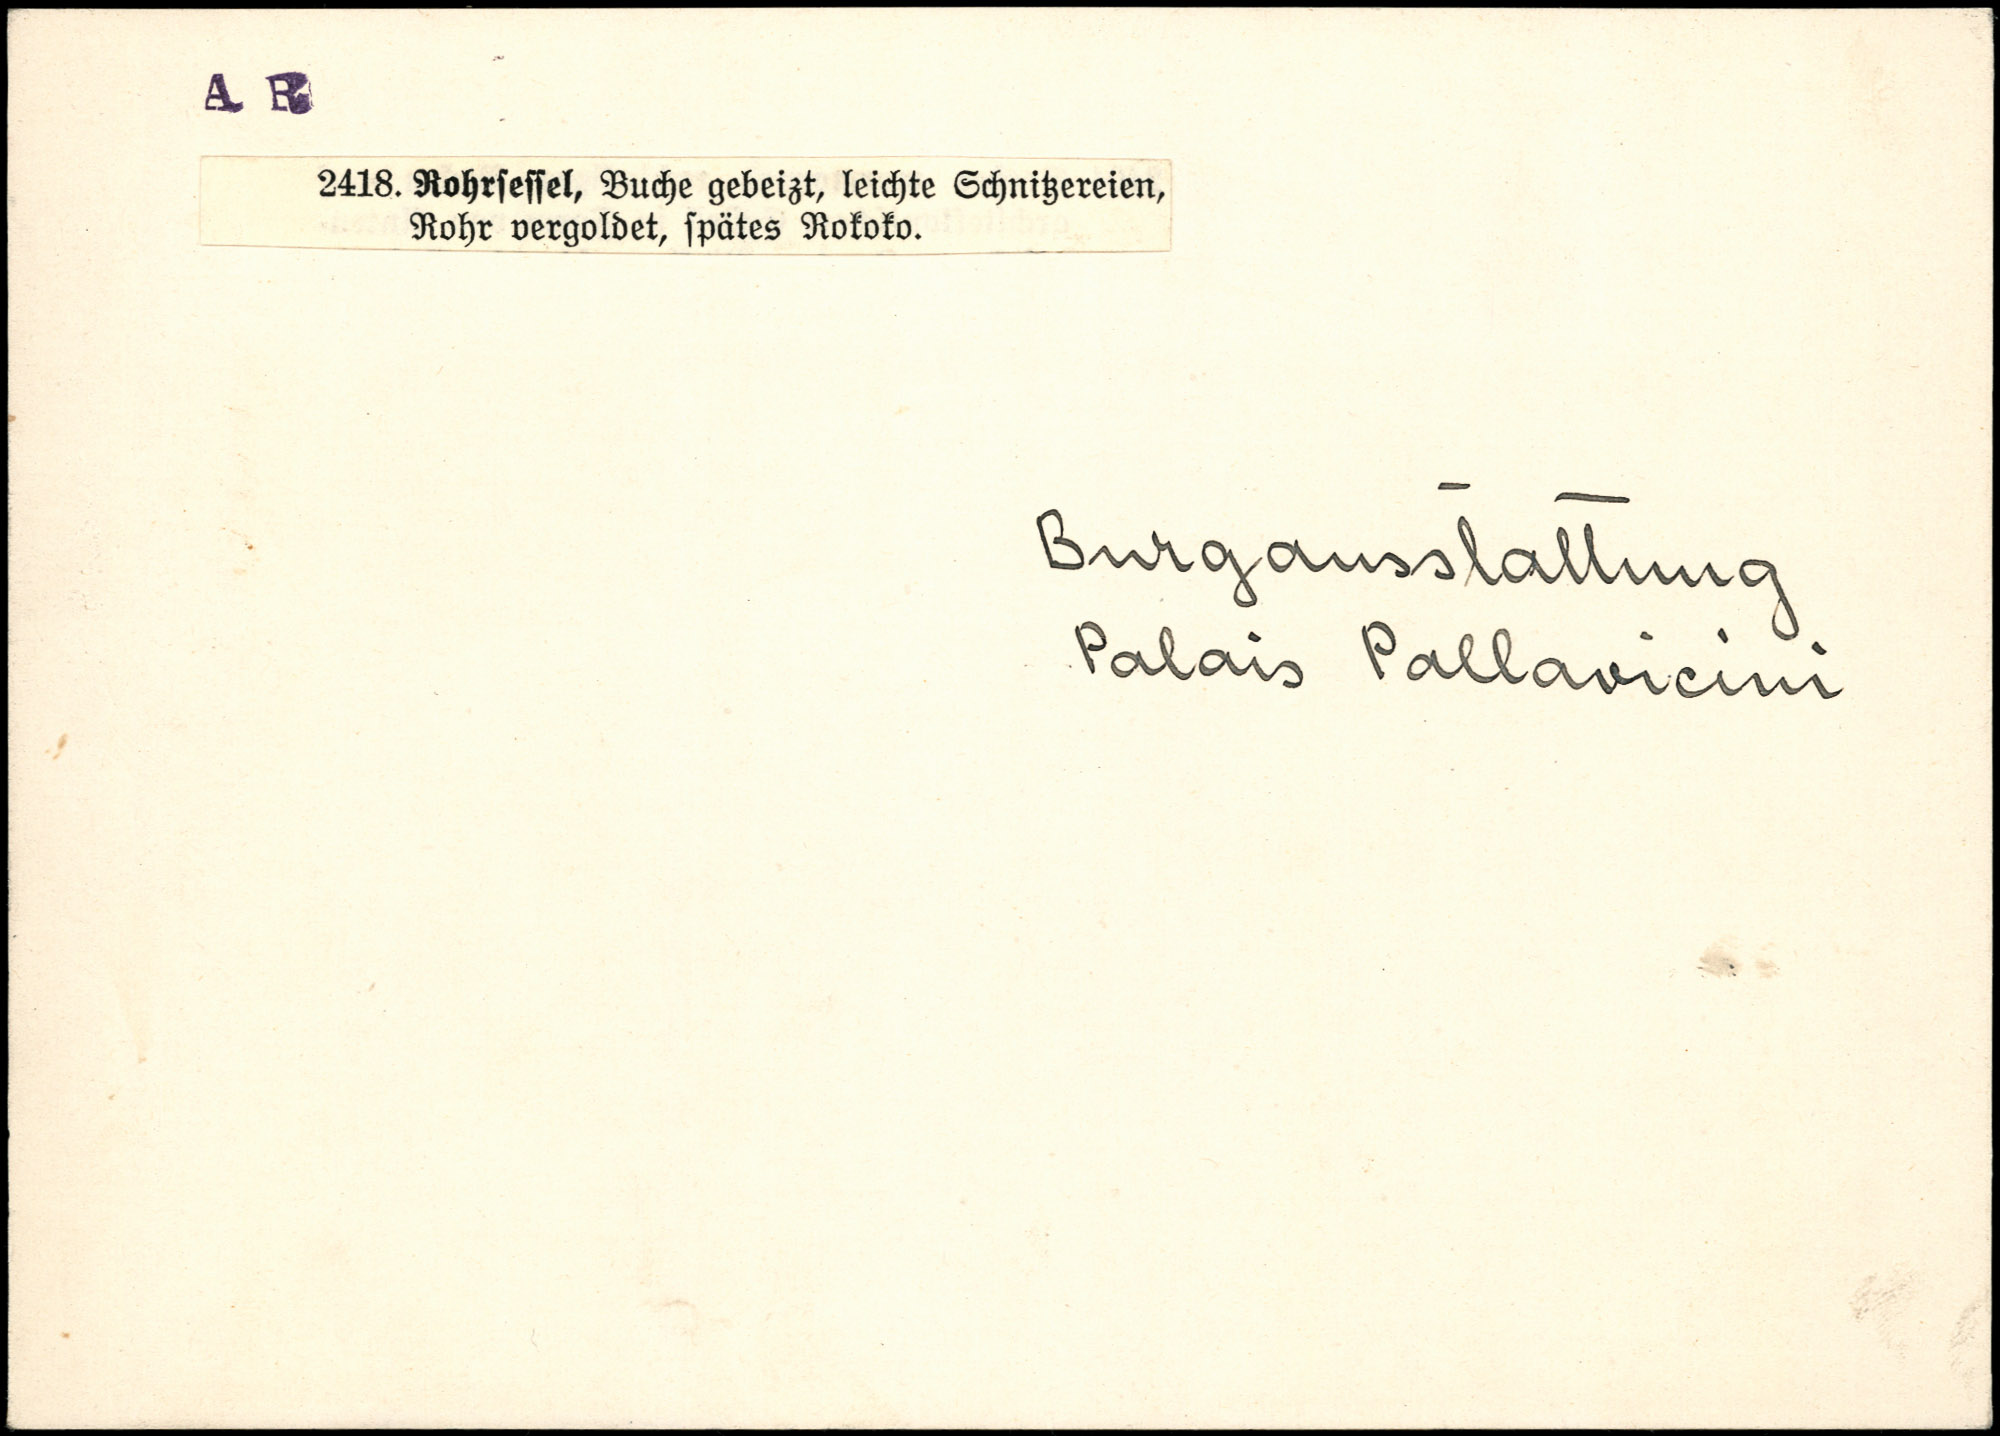 A R
2418. Rohrſeſſel, Buche gebeizt, leichte Schnitzereien,
Rohr vergoldet, ſpätes Rokoko.
Burgausstattung
Palais Pallavicini